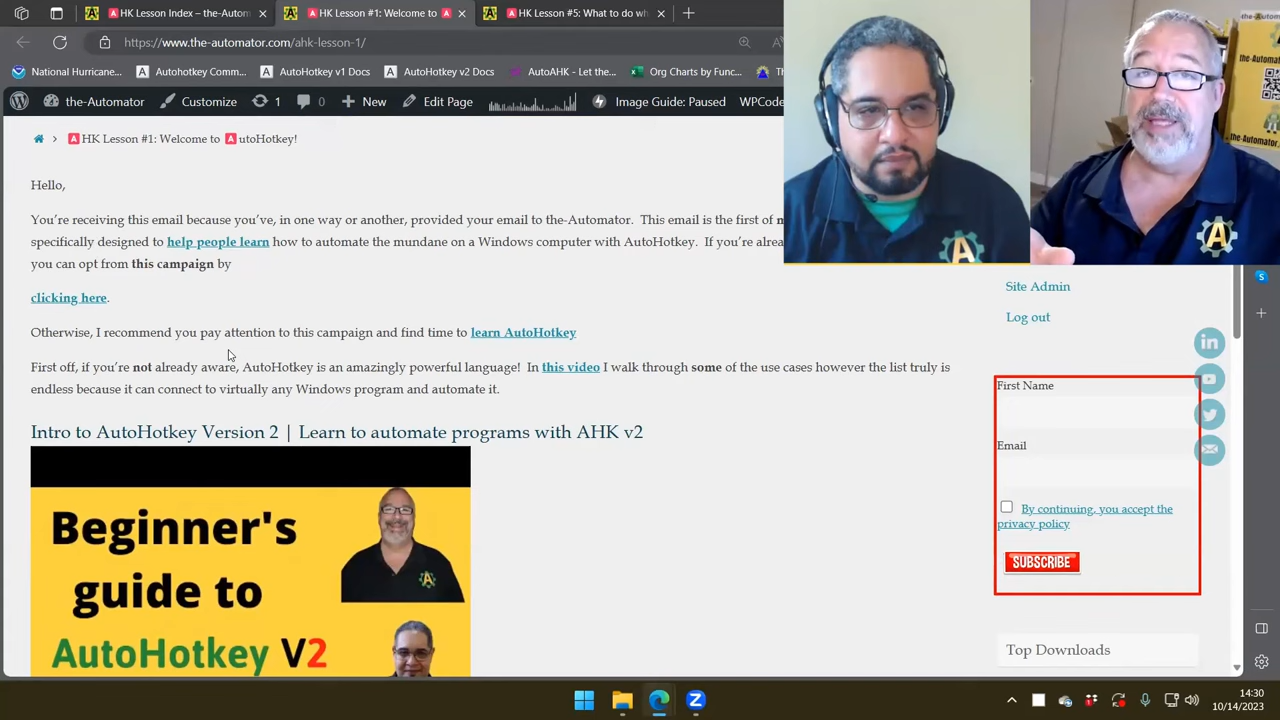 HK Lesson Index –
HK Lesson #1: Welcome to
HK Lesson #5: What to do wh
https://www.the-automator.com/ahk-lesson-1/
National Hurricane...
Autohotkey Comm...
AutoHotkey v1 Docs
AutoHotkey v2 Docs
AutoAHK - Let the...
Org Charts by Func...
the-Automator
Customize
1
0
New
Edit Page
Image Guide: Paused
WPCode
AHK Lesson #1: Welcome to AutoHotkey!
Hello,
You’re receiving this email because you’ve, in one way or another, provided your email to the-Automator. This email is the first of
specifically designed to help people learn how to automate the mundane on a Windows computer with AutoHotkey. If you’re alrea
you can opt from this campaign by
clicking here.
Otherwise, I recommend you pay attention to this campaign and find time to learn AutoHotkey
First off, if you’re not already aware, AutoHotkey is an amazingly powerful language! In this video I walk through some of the use cases however the list truly is
endless because it can connect to virtually any Windows program and automate it.
Intro to AutoHotkey Version 2 | Learn to automate programs with AHK v2
Beginner's
guide to
AutoHotkey V2
Site Admin
Log out
First Name
Email
By continuing, you accept the
privacy policy
SUBSCRIBE
Top Downloads
14:30
10/14/2023